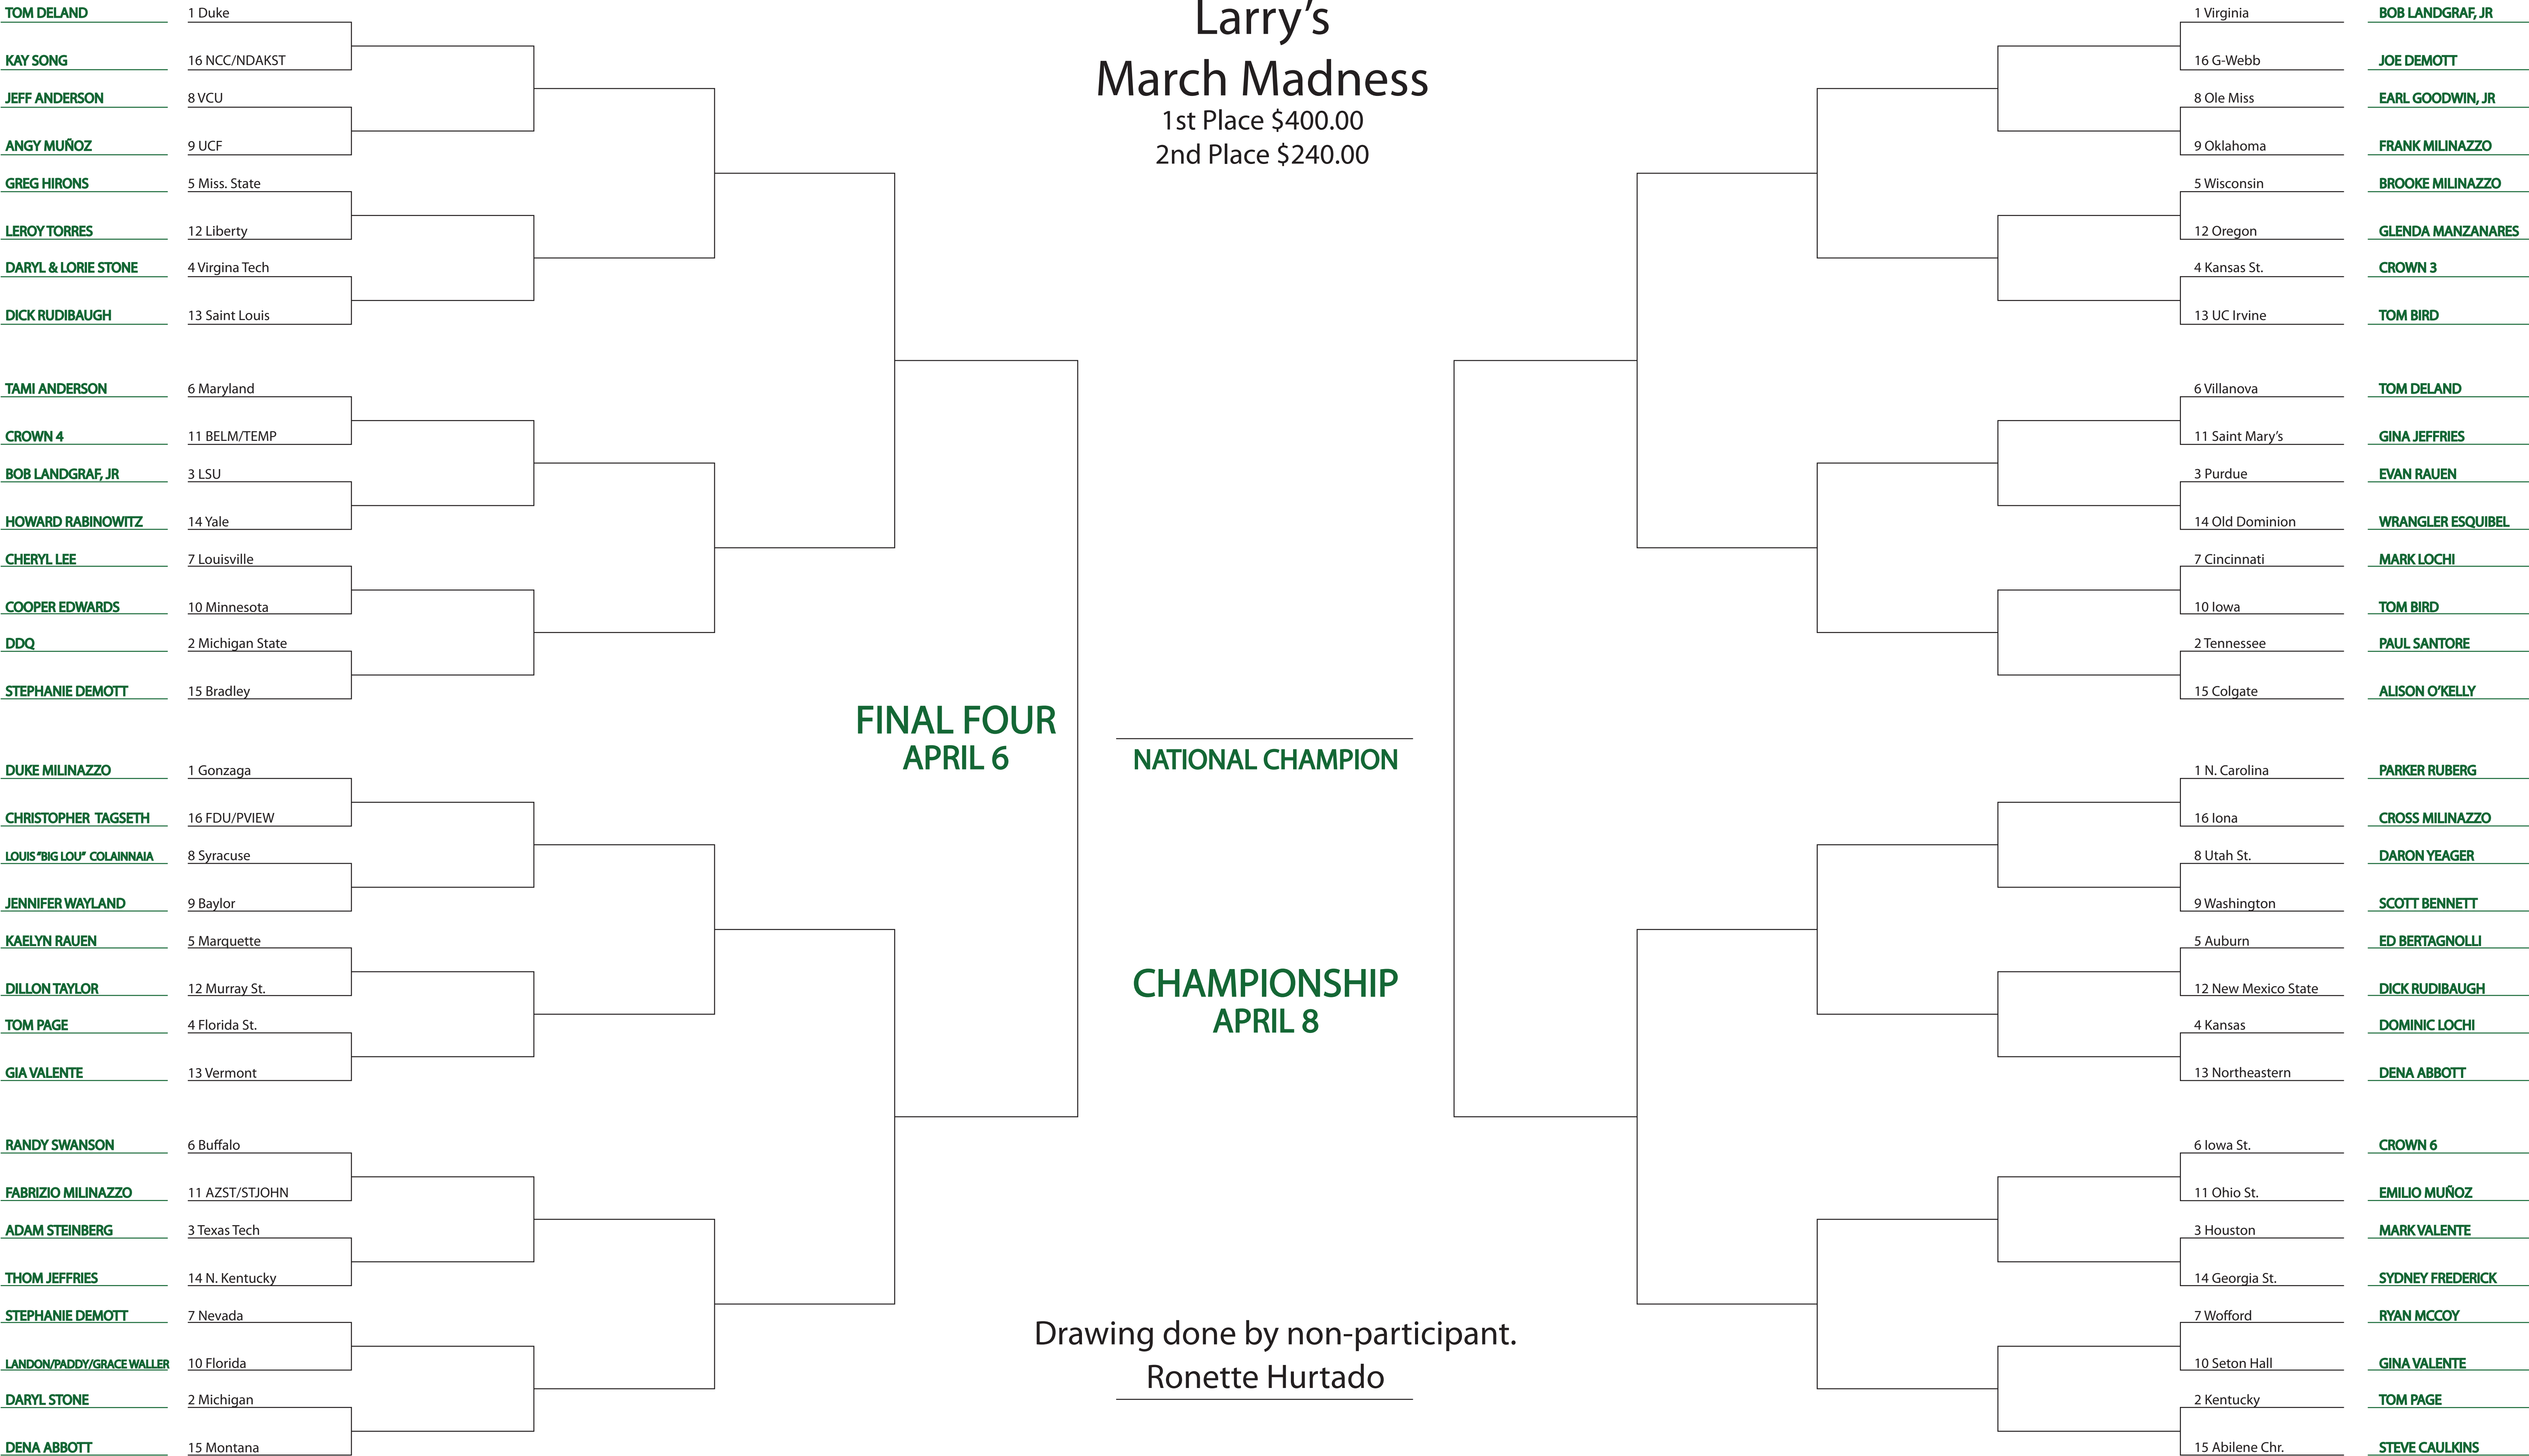 Larry's
March Madness
1st Place $400.00
2nd Place $240.00
TOM DELAND 1 Duke
KAY SONG 16 NCC/NDAKST
JEFF ANDERSON 8 VCU
ANGY MUÑOZ 9 UCF
GREG HIRONS 5 Miss. State
LEROY TORRES 12 Liberty
DARYL & LORIE STONE 4 Virgina Tech
DICK RUDIBAUGH 13 Saint Louis
TAMI ANDERSON 6 Maryland
CROWN 4 11 BELM/TEMP
BOB LANDGRAF, JR 3 LSU
HOWARD RABINOWITZ 14 Yale
CHERYL LEE 7 Louisville
COOPER EDWARDS 10 Minnesota
DDQ 2 Michigan State
STEPHANIE DEMOTT 15 Bradley
DUKE MILINAZZO 1 Gonzaga
CHRISTOPHER TAGSETH 16 FDU/PVIEW
LOUIS "BIG LOU" COLAINNAIA 8 Syracuse
JENNIFER WAYLAND 9 Baylor
KAELYN RAUEN 5 Marquette
DILLON TAYLOR 12 Murray St.
TOM PAGE 4 Florida St.
GIA VALENTE 13 Vermont
RANDY SWANSON 6 Buffalo
FABRIZIO MILINAZZO 11 AZST/STJOHN
ADAM STEINBERG 3 Texas Tech
THOM JEFFRIES 14 N. Kentucky
STEPHANIE DEMOTT 7 Nevada
LANDON/PADDY/GRACE WALLER 10 Florida
DARYL STONE 2 Michigan
DENA ABBOTT 15 Montana
FINAL FOUR
APRIL 6
NATIONAL CHAMPION
CHAMPIONSHIP
APRIL 8
Drawing done by non-participant.
Ronette Hurtado
1 Virginia BOB LANDGRAF, JR
16 G-Webb JOE DEMOTT
8 Ole Miss EARL GOODWIN, JR
9 Oklahoma FRANK MILINAZZO
5 Wisconsin BROOKE MILINAZZO
12 Oregon GLENDA MANZANARES
4 Kansas St. CROWN 3
13 UC Irvine TOM BIRD
6 Villanova TOM DELAND
11 Saint Mary's GINA JEFFRIES
3 Purdue EVAN RAUEN
14 Old Dominion WRANGLER ESQUIBEL
7 Cincinnati MARK LOCHI
10 Iowa TOM BIRD
2 Tennessee PAUL SANTORE
15 Colgate ALISON O'KELLY
1 N. Carolina PARKER RUBERG
16 Iona CROSS MILINAZZO
8 Utah St. DARON YEAGER
9 Washington SCOTT BENNETT
5 Auburn ED BERTAGNOLLI
12 New Mexico State DICK RUDIBAUGH
4 Kansas DOMINIC LOCHI
13 Northeastern DENA ABBOTT
6 Iowa St. CROWN 6
11 Ohio St. EMILIO MUÑOZ
3 Houston MARK VALENTE
14 Georgia St. SYDNEY FREDERICK
7 Wofford RYAN MCCOY
10 Seton Hall GINA VALENTE
2 Kentucky TOM PAGE
15 Abilene Chr. STEVE CAULKINS